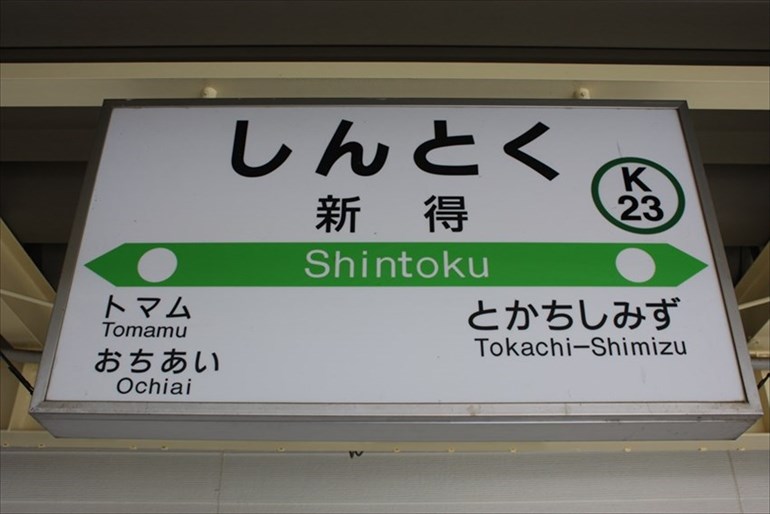 しんとく
新得
K
23
Shintoku
トマム
Tomamu
おちあい
Ochiai
とかちしみず
Tokachi-Shimizu